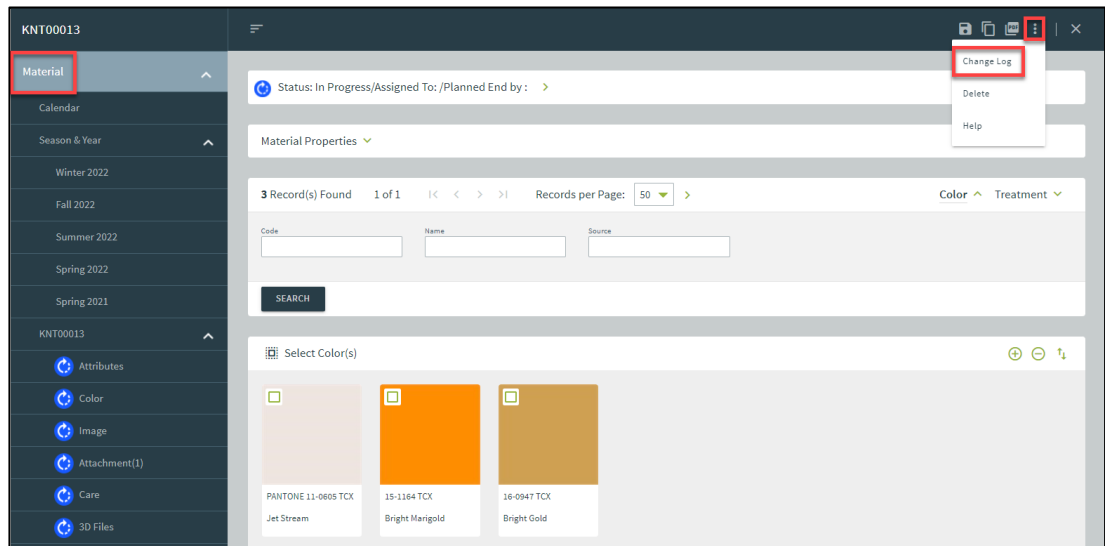 KNT00013
PDF
Material
Calendar
Season & Year
Winter 2022
Fall 2022
Summer 2022
Spring 2022
Spring 2021
KNT00013
Attributes
Color
Image
Attachment(1)
Care
3D Files
Change Log
Delete
Help
Status: In Progress/Assigned To: /Planned End by :
Material Properties
3 Record(s) Found 1 of 1 Records per Page: 50 Color Treatment
Code Name Source
SEARCH
Select Color(s)
PANTONE 11-0605 TCX 15-1164 TCX 16-0947 TCX
Jet Stream Bright Marigold Bright Gold